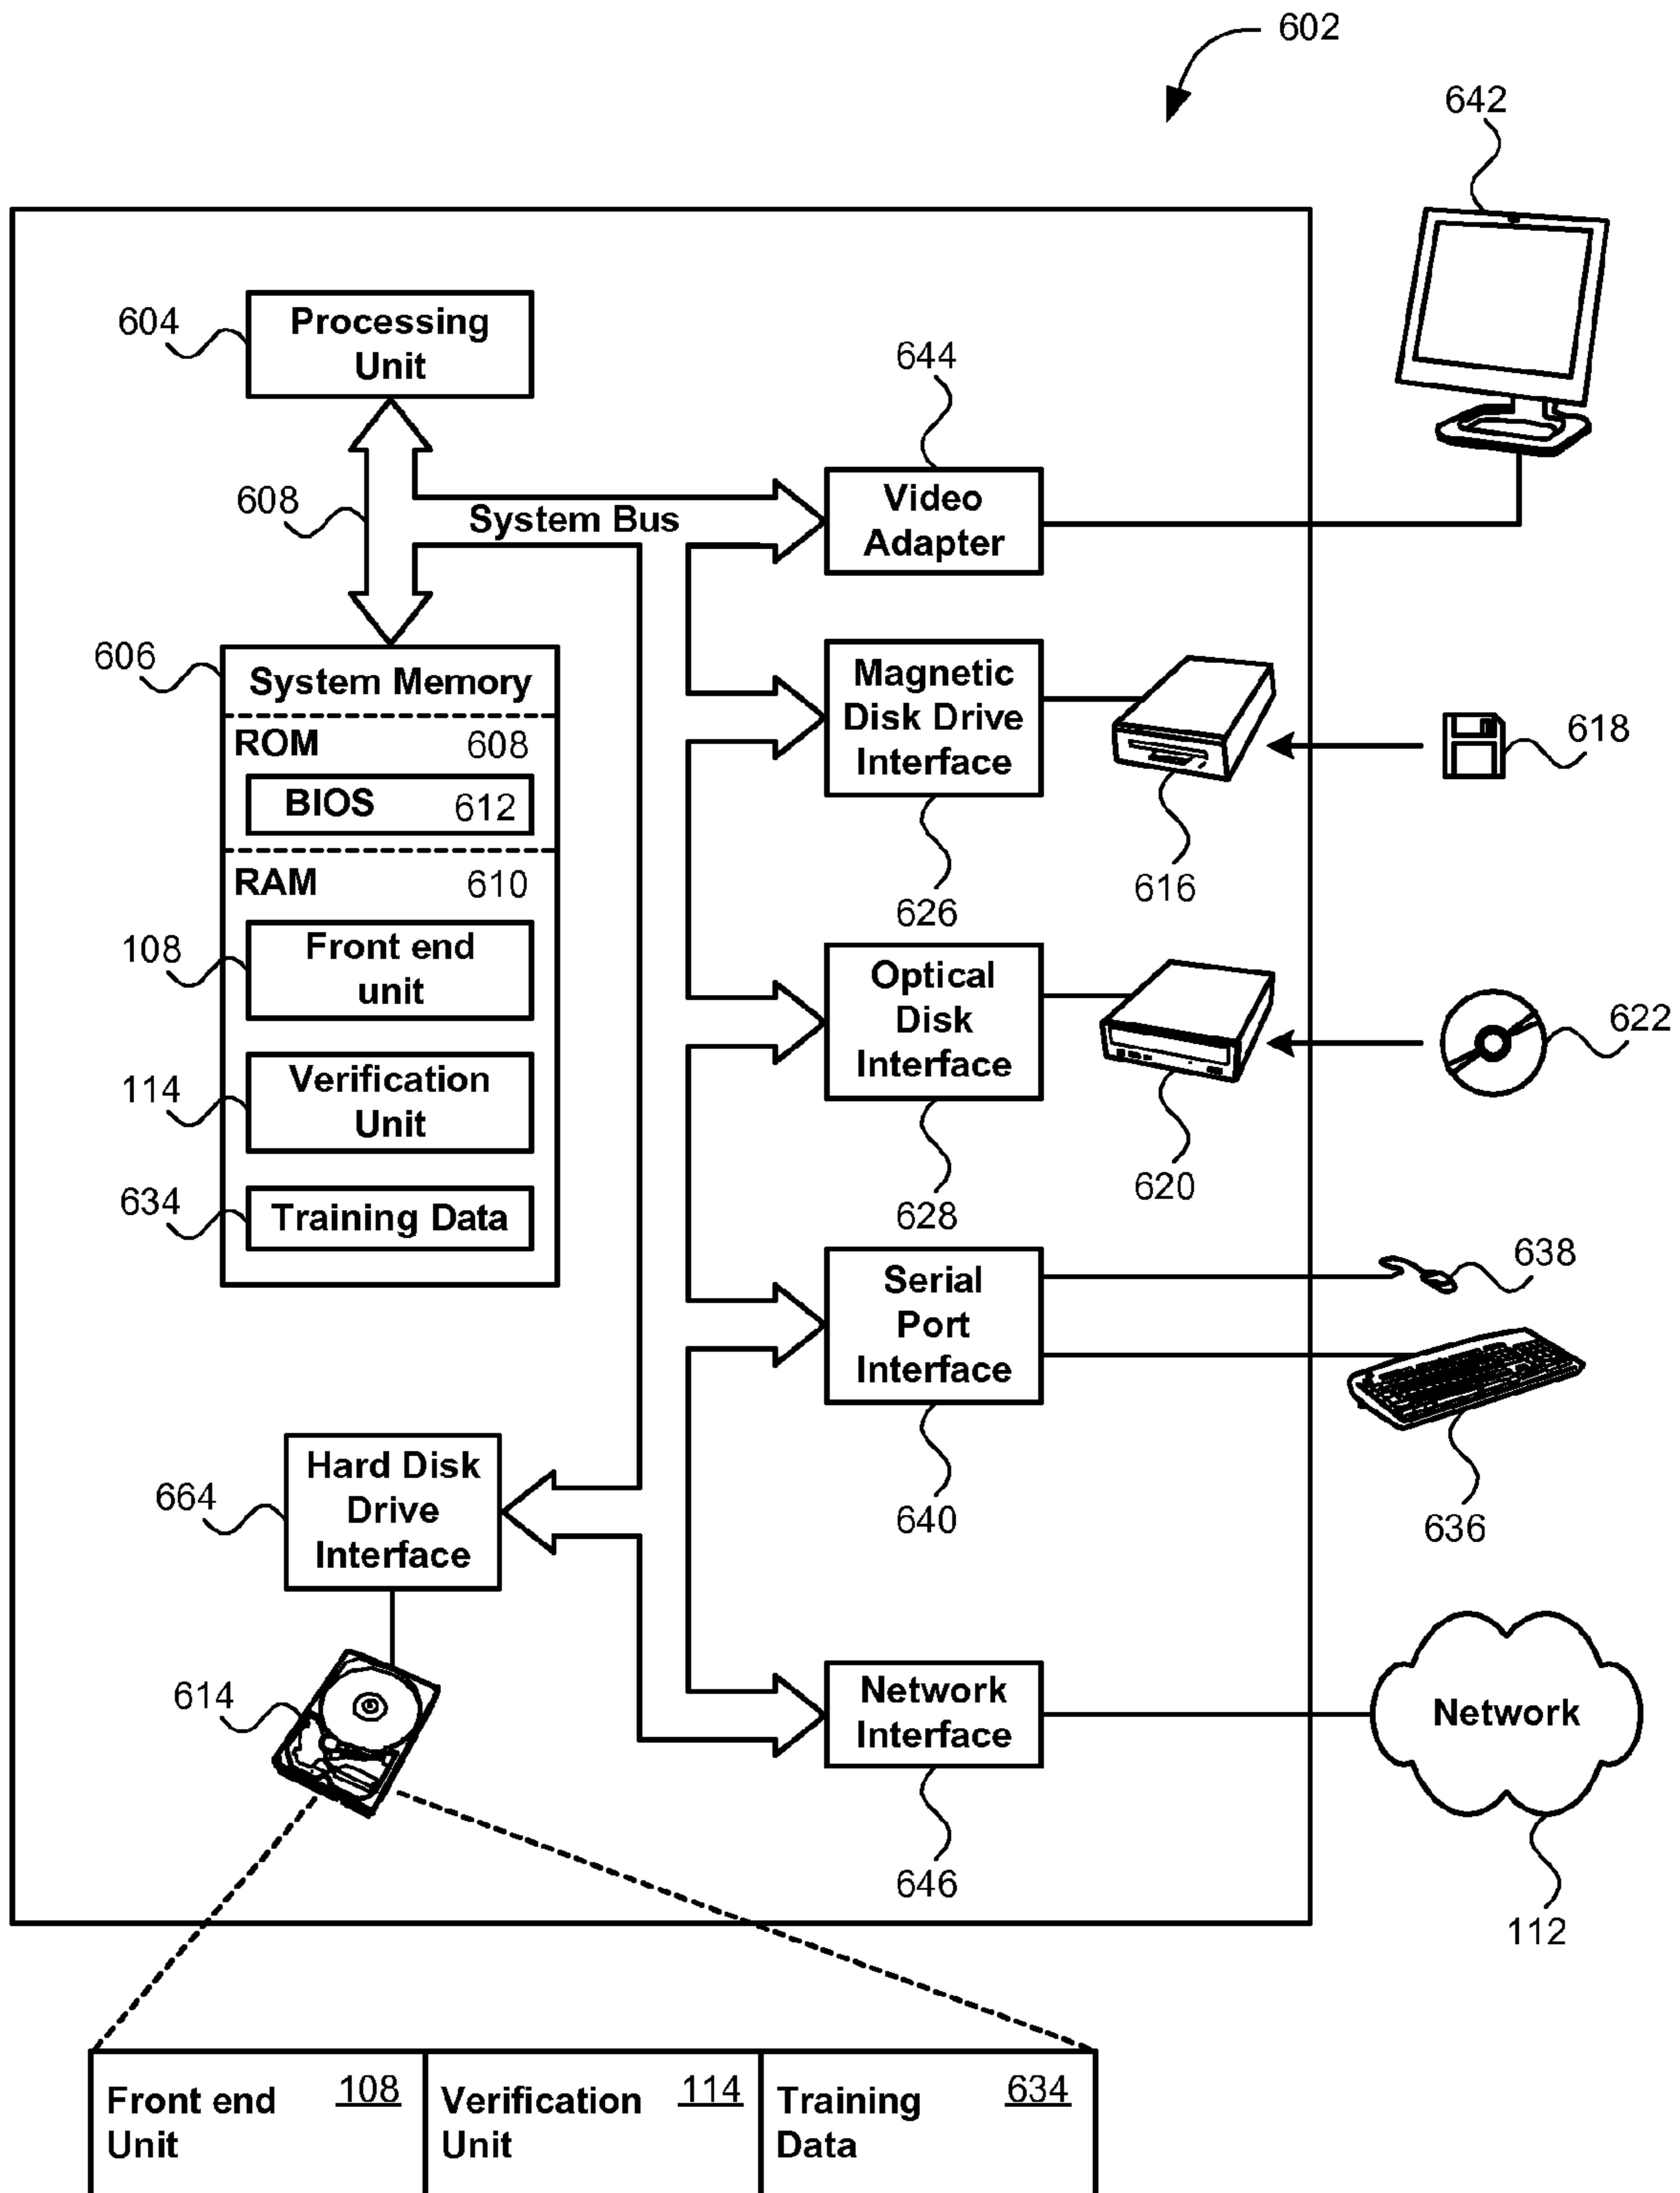 602
642
604
Processing
Unit
644
608
System Bus
Video
Adapter
606
System Memory
ROM 608
BIOS 612
RAM 610
108
Front end
unit
114
Verification
Unit
634
Training Data
Magnetic
Disk Drive
Interface
618
616
626
Optical
Disk
Interface
622
620
628
Serial
Port
Interface
638
636
640
664
Hard Disk
Drive
Interface
614
Network
Interface
Network
646
112
Front end 108
Unit
Verification 114
Unit
Training 634
Data